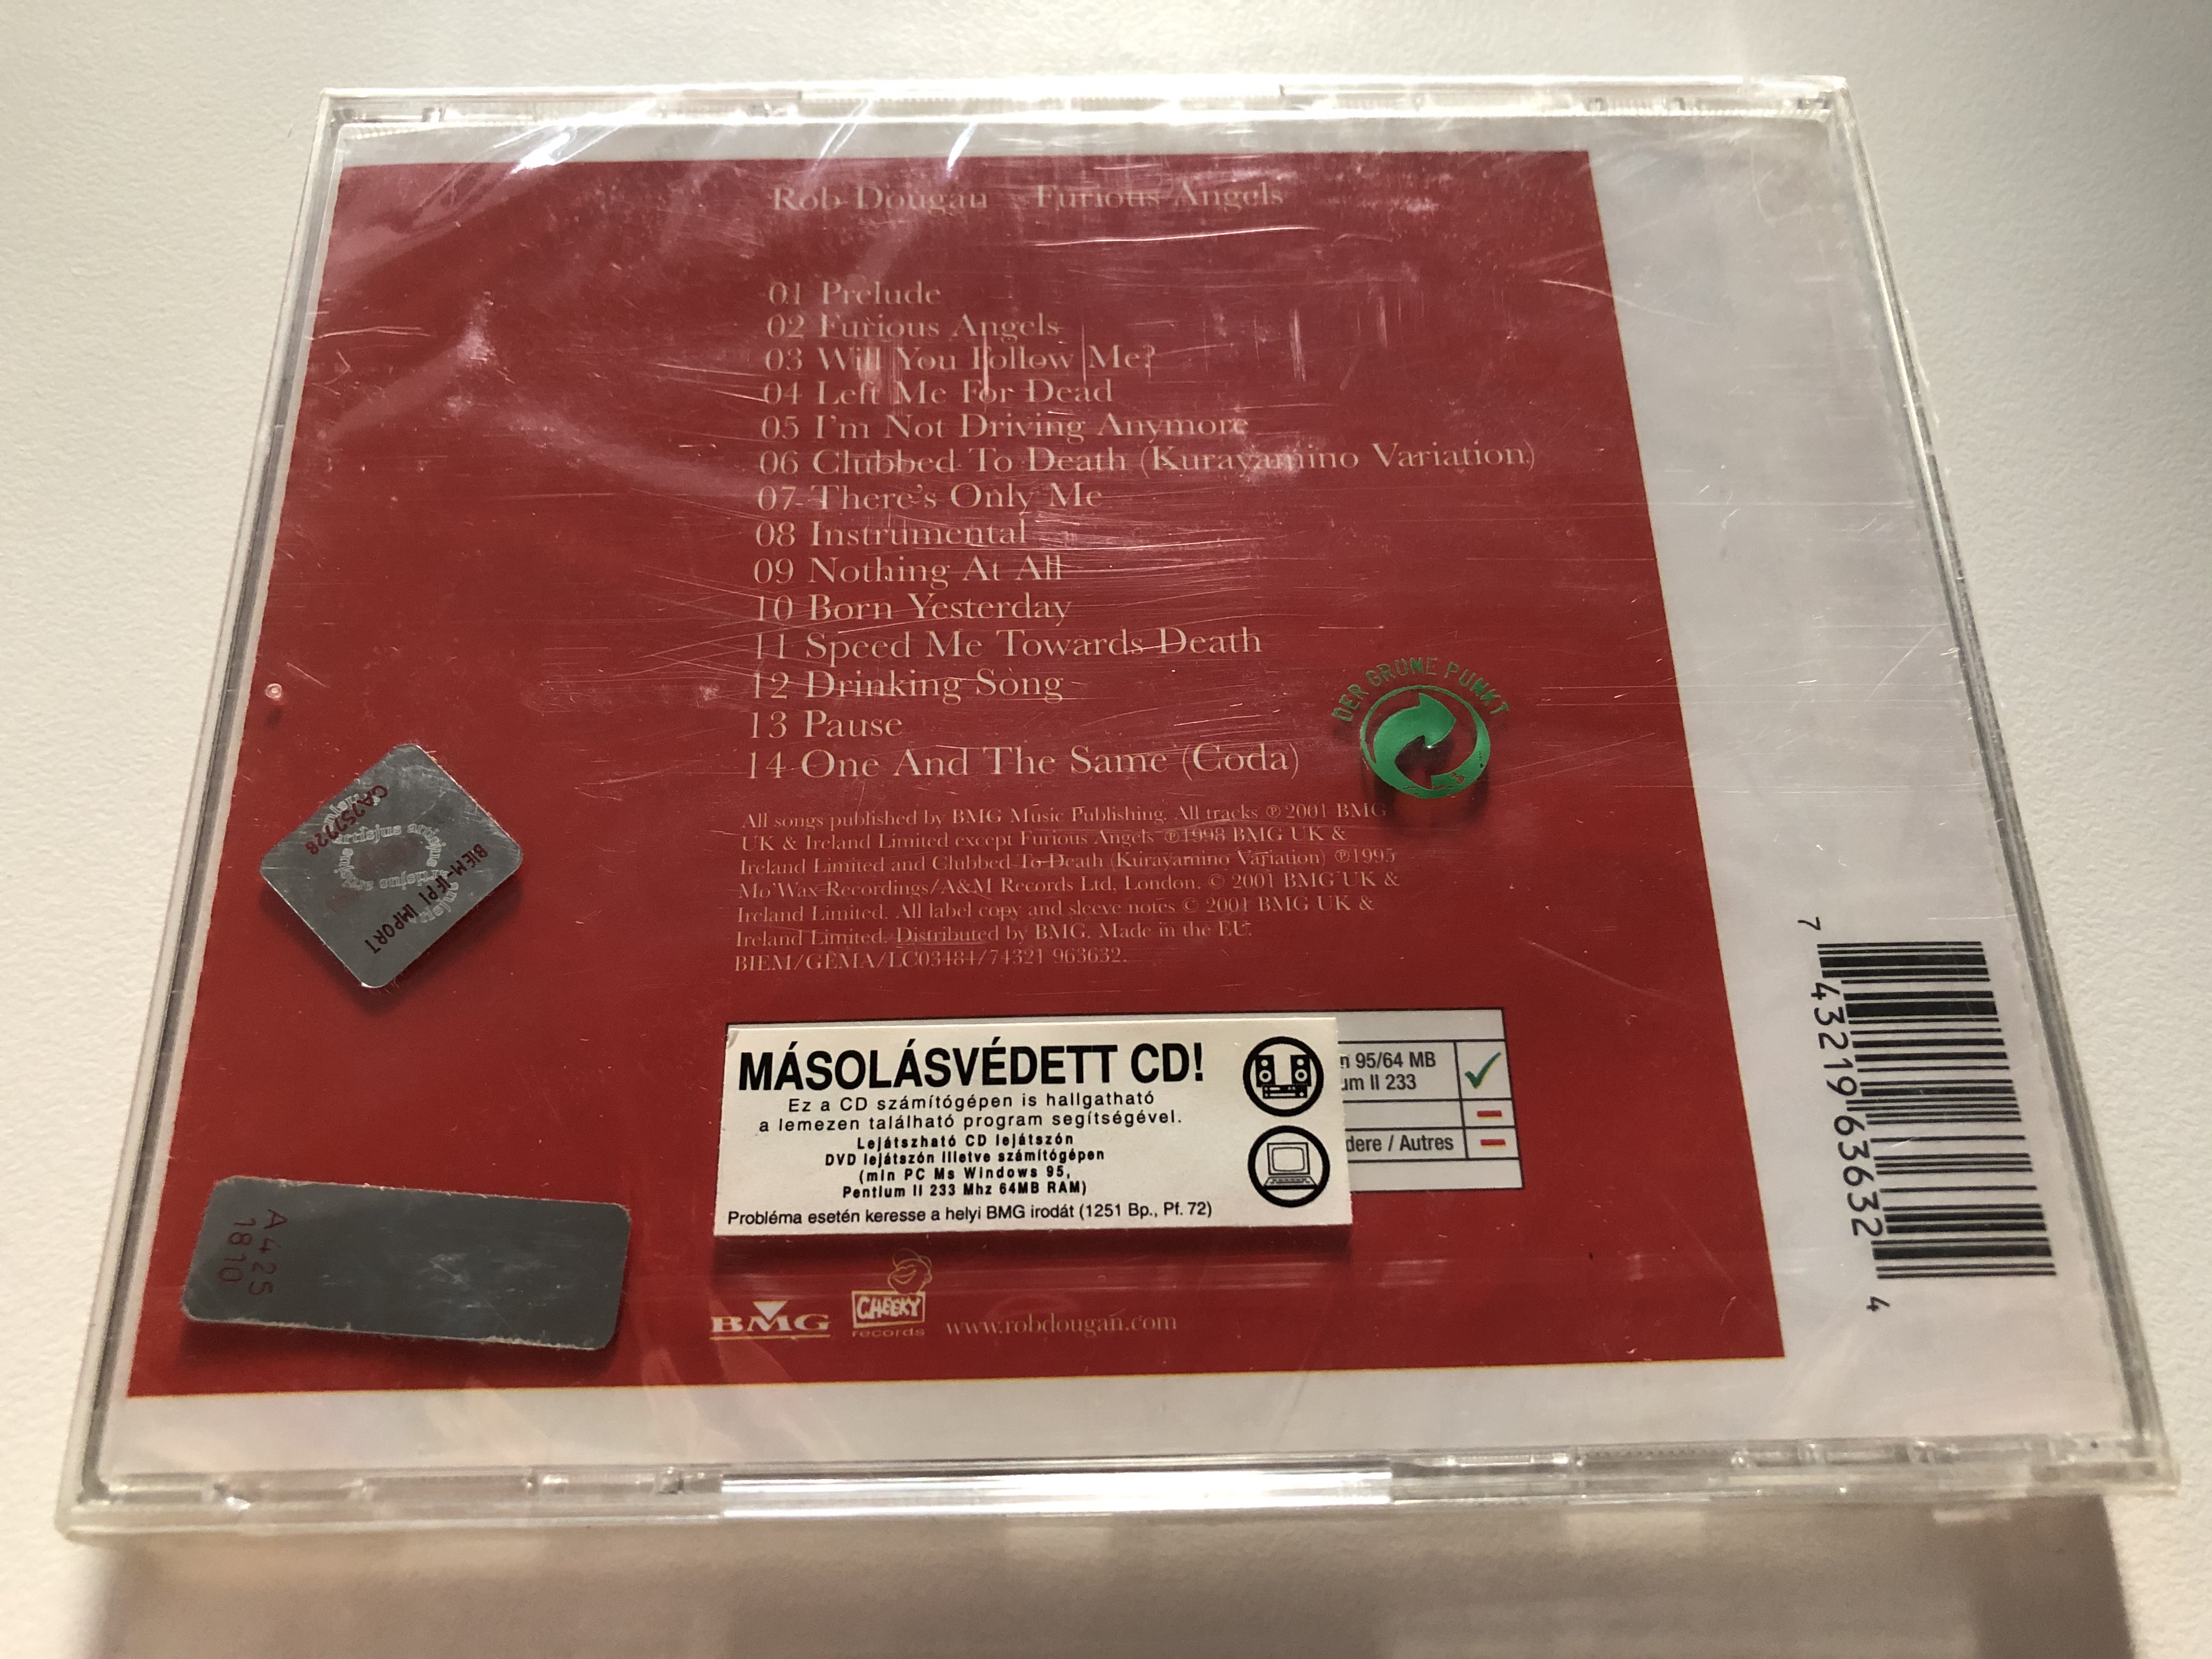 Rob Dougan Furious Angels
01 Prelude
02 Furious Angels
03 Will You Follow Me?
04 Left Me For Dead
05 I'm Not Driving Anymore
06 Clubbed To Death (Kurayamino Variation)
07 There's Only Me
08 Instrumental
09 Nothing At All
10 Born Yesterday
11 Speed Me Towards Death
12 Drinking Song
13 Pause
14 One And The Same (Coda)
DER GRÜNE PUNKT
All songs published by BMG Music Publishing. All tracks ℗ 2001 BMG
UK & Ireland Limited except Furious Angels ℗1998 BMG UK &
Ireland Limited and Clubbed To Death (Kurayamino Variation) ℗1995
Mo'Wax Recordings/A&M Records Ltd, London. © 2001 BMG UK &
Ireland Limited. All label copy and sleeve notes © 2001 BMG UK &
Ireland Limited. Distributed by BMG. Made in the EU.
BIEM/GEMA/LC03484/74321 963632.
artisjus
BIEM-IFPI IMPORT
MÁSOLÁSVÉDETT CD!
Ez a CD számítógépen is hallgatható
a lemezen található program segítségével.
Lejátszható CD lejátszón
DVD lejátszón illetve számítógépen
(min PC Ms Windows 95,
Pentium II 233 Mhz 64MB RAM)
Probléma esetén keresse a helyi BMG irodát (1251 Bp., Pf. 72)
n 95/64 MB
um II 233
dere / Autres
A425
1810
BMG
CHEEKY
records
www.robdougan.com
7 43219 63632 4